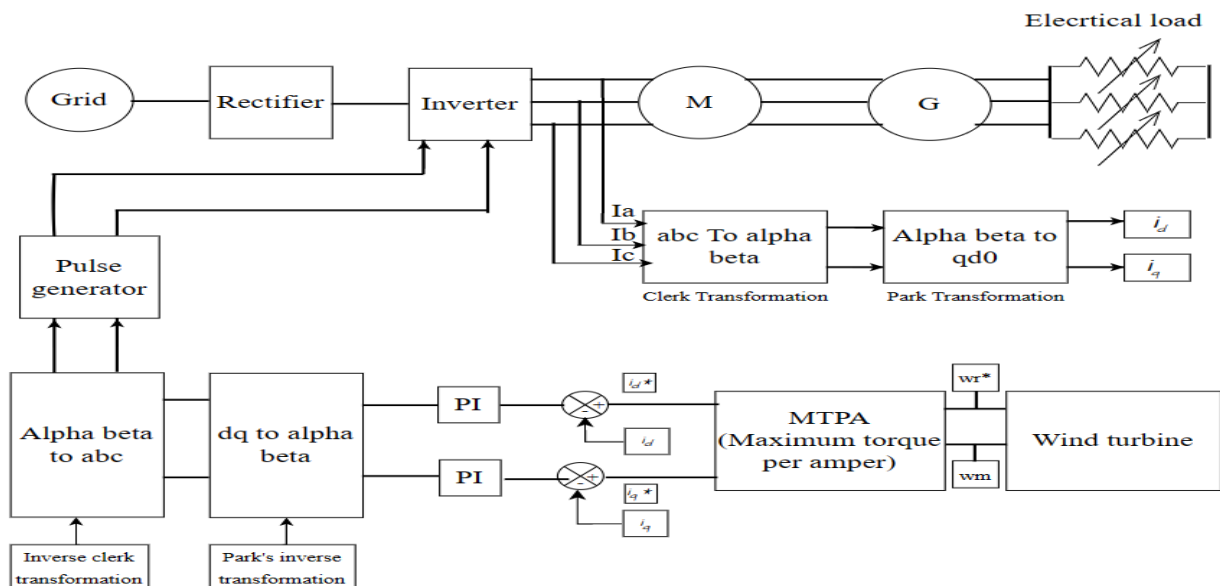 Elecrtical load
Grid
Rectifier
Inverter
M
G
Ia
Ib
Ic
abc To alpha
beta
Clerk Transformation
Alpha beta to
qd0
Park Transformation
i_d
i_q
Pulse
generator
Alpha beta
to abc
dq to alpha
beta
PI
PI
i_d*
+
-
i_d
+
-
i_q*
i_q
MTPA
(Maximum torque
per amper)
wr*
wm
Wind turbine
Inverse clerk
transformation
Park's inverse
transformation